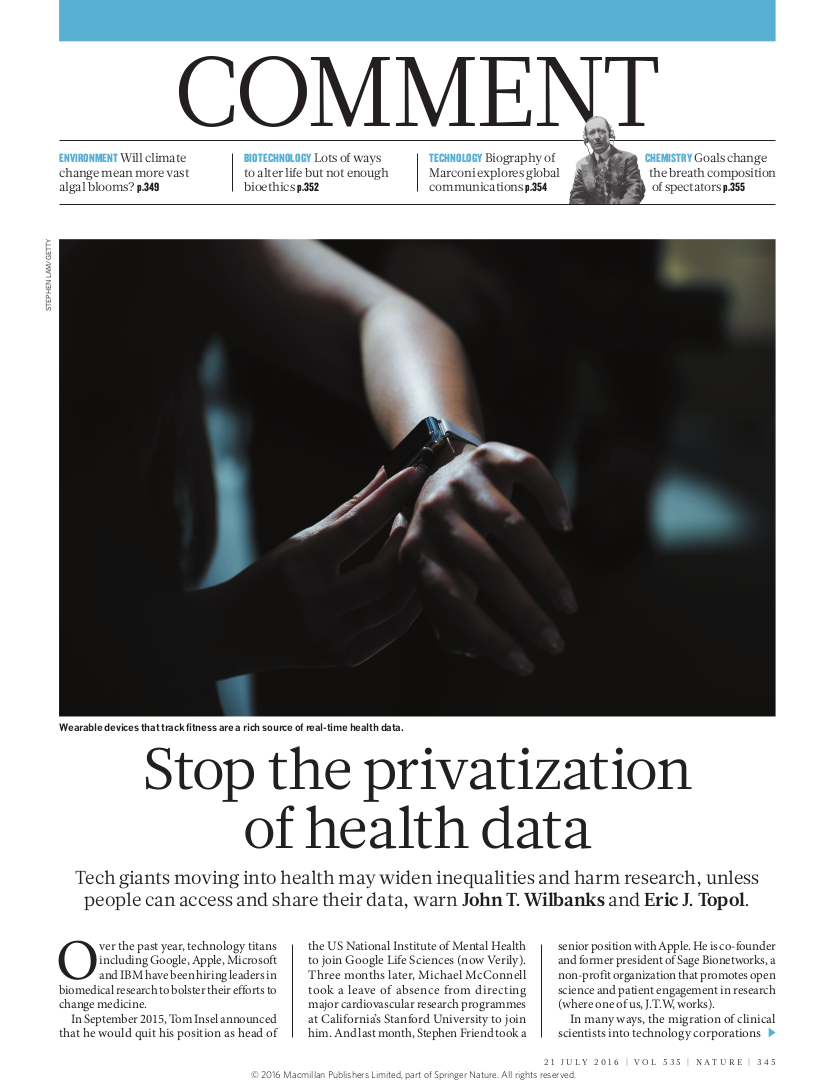 COMMENT
ENVIRONMENT Will climate
change mean more vast
algal blooms? p.349
BIOTECHNOLOGY Lots of ways
to alter life but not enough
bioethics p.352
TECHNOLOGY Biography of
Marconi explores global
communications p.354
CHEMISTRY Goals change
the breath composition
of spectators p.355
STEPHEN LAM/GETTY
Wearable devices that track fitness are a rich source of real-time health data.
Stop the privatization
of health data
Tech giants moving into health may widen inequalities and harm research, unless
people can access and share their data, warn John T. Wilbanks and Eric J. Topol.
Over the past year, technology titans
including Google, Apple, Microsoft
and IBM have been hiring leaders in
biomedical research to bolster their efforts to
change medicine.
In September 2015, Tom Insel announced
that he would quit his position as head of
the US National Institute of Mental Health
to join Google Life Sciences (now Verily).
Three months later, Michael McConnell
took a leave of absence from directing
major cardiovascular research programmes
at California's Stanford University to join
him. And last month, Stephen Friend took a
senior position with Apple. He is co-founder
and former president of Sage Bionetworks, a
non-profit organization that promotes open
science and patient engagement in research
(where one of us, J.T.W, works).
In many ways, the migration of clinical
scientists into technology corporations ▶
21 JULY 2016 | VOL 535 | NATURE | 345
© 2016 Macmillan Publishers Limited, part of Springer Nature. All rights reserved.